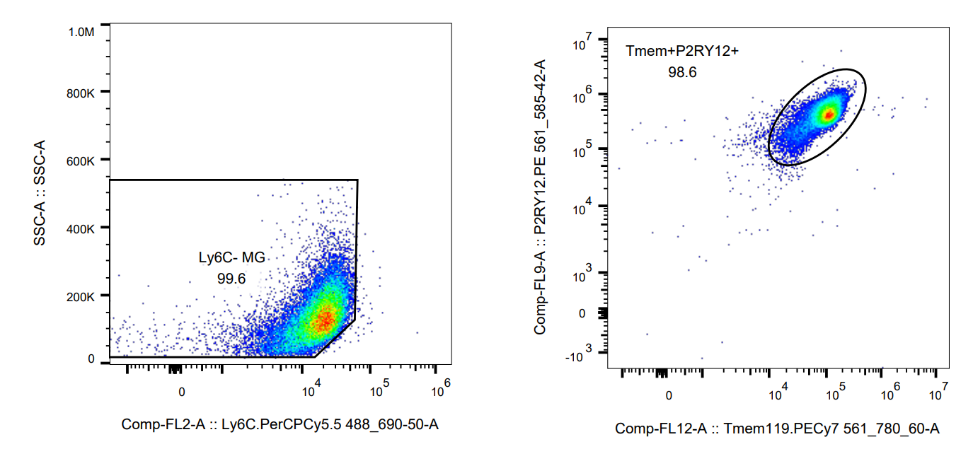 1.0M
800K
600K
400K
200K
0
SSC-A :: SSC-A
Ly6C- MG
99.6
0
10^4
10^5
10^6
Comp-FL2-A :: Ly6C.PerCPCy5.5 488_690-50-A
10^7
10^6
10^5
10^4
10^3
0
-10^3
Comp-FL9-A :: P2RY12.PE 561_585-42-A
Tmem+P2RY12+
98.6
0
10^4
10^5
10^6
10^7
Comp-FL12-A :: Tmem119.PECy7 561_780_60-A